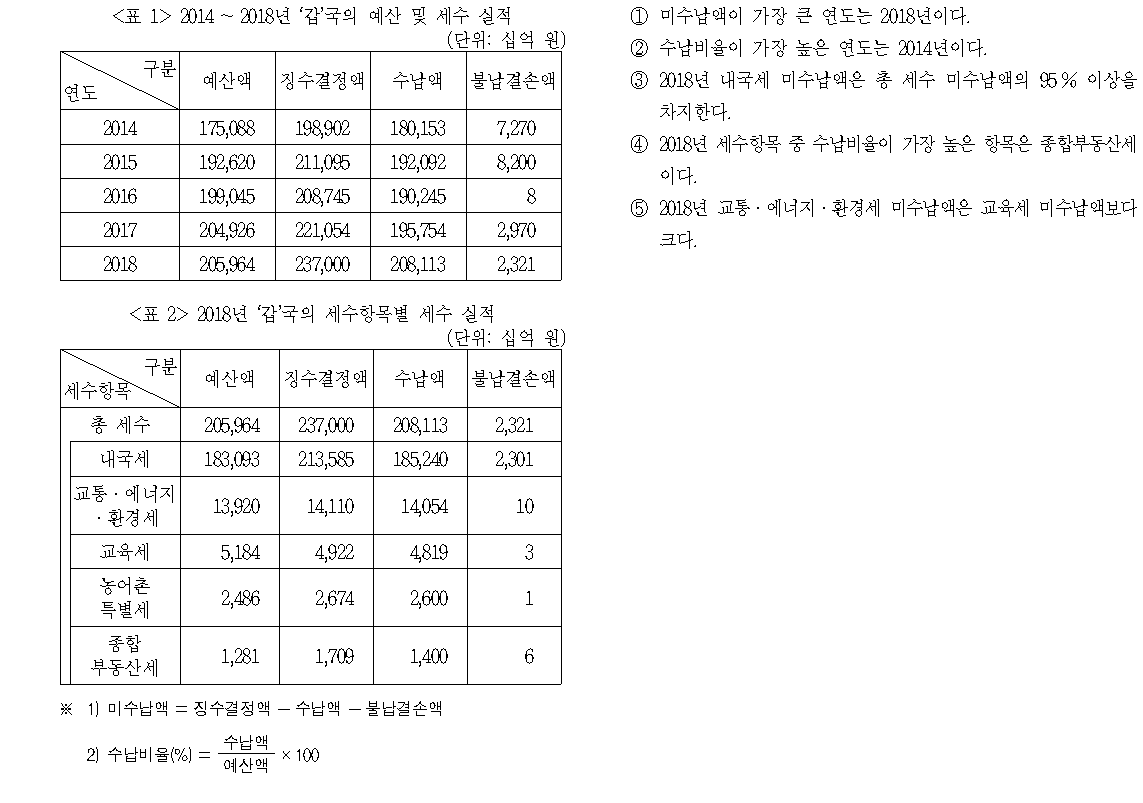 <표 1> 2014 ~ 2018년 ‘갑’국의 예산 및 세수 실적
(단위: 십억 원)
구분
연도
예산액 징수결정액 수납액 불납결손액
2014 175,088 198,902 180,153 7,270
2015 192,620 211,095 192,092 8,200
2016 199,045 208,745 190,245 8
2017 204,926 221,054 195,754 2,970
2018 205,964 237,000 208,113 2,321
<표 2> 2018년 ‘갑’국의 세수항목별 세수 실적
(단위: 십억 원)
구분
세수항목
예산액 징수결정액 수납액 불납결손액
총 세수 205,964 237,000 208,113 2,321
내국세 183,093 213,585 185,240 2,301
교통·에너지
·환경세
13,920 14,110 14,054 10
교육세 5,184 4,922 4,819 3
농어촌
특별세
2,486 2,674 2,600 1
종합
부동산세
1,281 1,709 1,400 6
※ 1) 미수납액 = 징수결정액 - 수납액 - 불납결손액
2) 수납비율(%) = 수납액 / 예산액 × 100
① 미수납액이 가장 큰 연도는 2018년이다.
② 수납비율이 가장 높은 연도는 2014년이다.
③ 2018년 내국세 미수납액은 총 세수 미수납액의 95 % 이상을
차지한다.
④ 2018년 세수항목 중 수납비율이 가장 높은 항목은 종합부동산세
이다.
⑤ 2018년 교통·에너지·환경세 미수납액은 교육세 미수납액보다
크다.